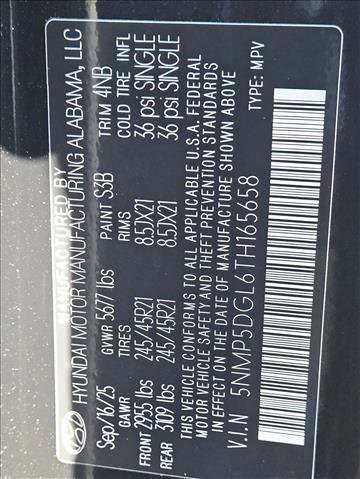 MANUFACTURED BY
HYUNDAI MOTOR MANUFACTURING ALABAMA, LLC
Sep/16/25 GVWR 5677 lbs PAINT S3B TRIM 4NB
GAWR TIRES RIMS COLD TIRE INFL
FRONT 2955 lbs 245/45R21 8.5JX21 36 psi SINGLE
REAR 3109 lbs 245/45R21 8.5JX21 36 psi SINGLE
THIS VEHICLE CONFORMS TO ALL APPLICABLE U.S.A. FEDERAL
MOTOR VEHICLE SAFETY AND THEFT PREVENTION STANDARDS
IN EFFECT ON THE DATE OF MANUFACTURE SHOWN ABOVE.
V.I.N 5NMP5DGL6TH165658 TYPE: MPV